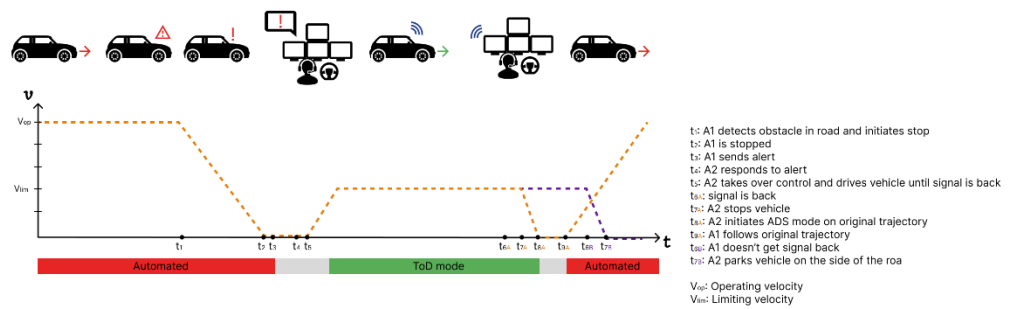 !
!
!
v
Vop
Vlim
t₁
t₂
t₃
t₄
t₅
t₆A
t₇A
t₈A
t₉A
t₆B
t₇B
t
Automated
ToD mode
Automated
t₁: A1 detects obstacle in road and initiates stop
t₂: A1 is stopped
t₃: A1 sends alert
t₄: A2 responds to alert
t₅: A2 takes over control and drives vehicle until signal is back
t₆A: signal is back
t₇A: A2 stops vehicle
t₈A: A2 initiates ADS mode on original trajectory
t₉A: A1 follows original trajectory
t₆B: A1 doesn't get signal back
t₇B: A2 parks vehicle on the side of the roa
Vop: Operating velocity
Vlim: Limiting velocity